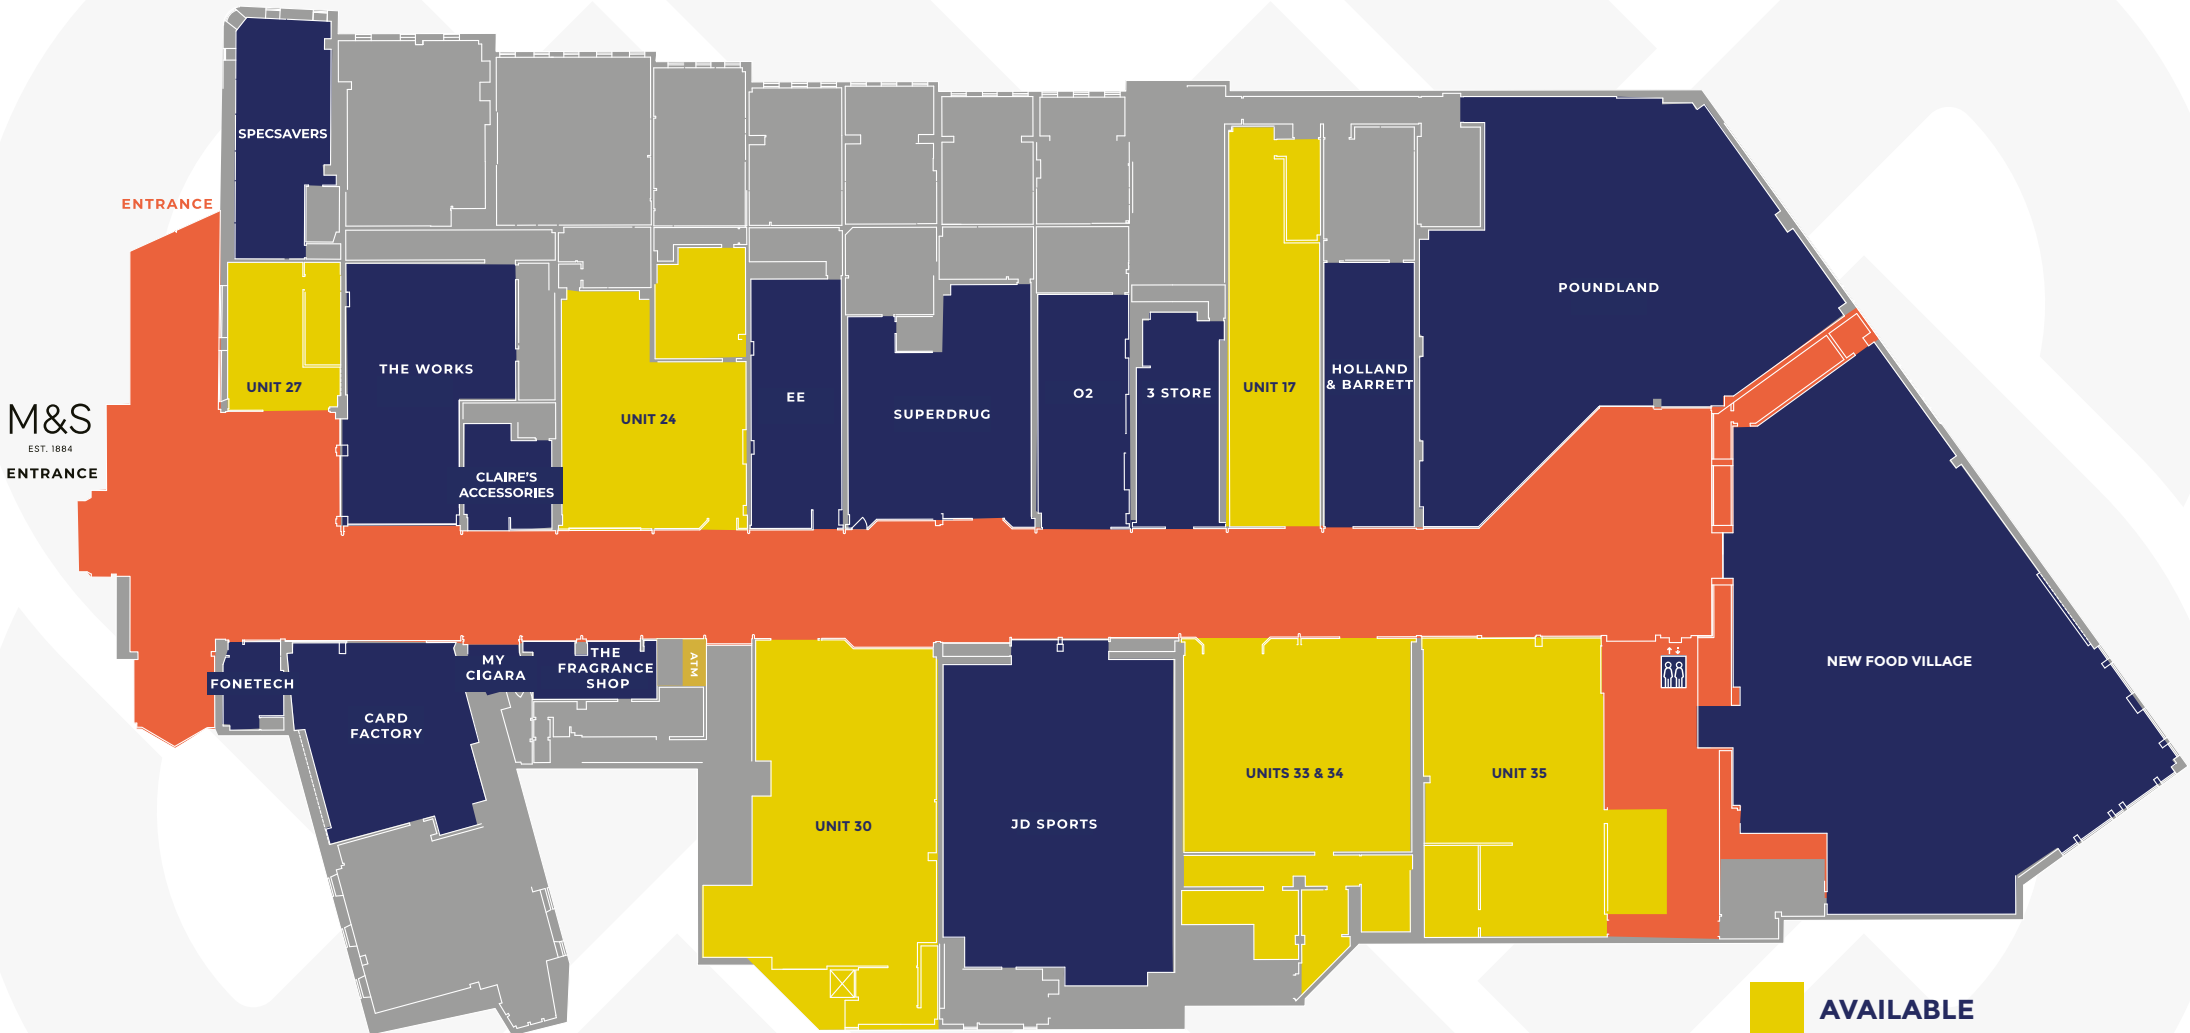 SPECSAVERS
ENTRANCE
POUNDLAND
THE WORKS
UNIT 27
HOLLAND
& BARRETT
UNIT 17
EE
O2
3 STORE
M&S
EST. 1884
ENTRANCE
SUPERDRUG
UNIT 24
CLAIRE'S
ACCESSORIES
THE
FRAGRANCE
SHOP
MY
CIGARA
ATM
NEW FOOD VILLAGE
FONETECH
CARD
FACTORY
UNITS 33 & 34
UNIT 35
JD SPORTS
UNIT 30
AVAILABLE